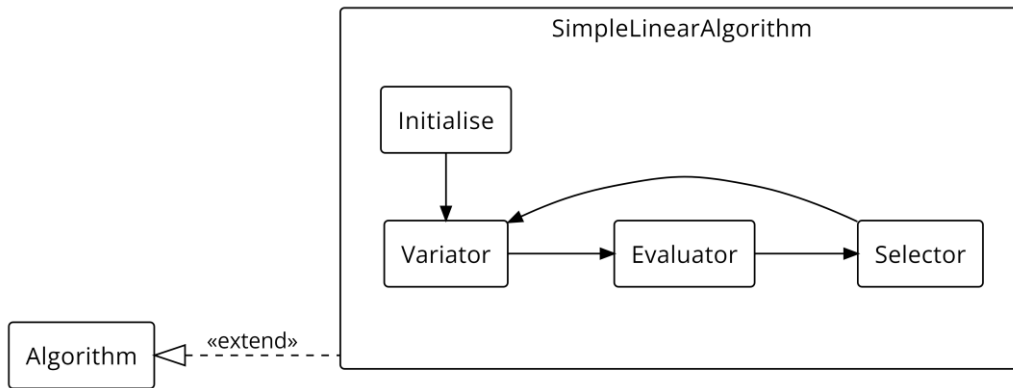 SimpleLinearAlgorithm
Initialise
Variator
Evaluator
Selector
Algorithm
«extend»